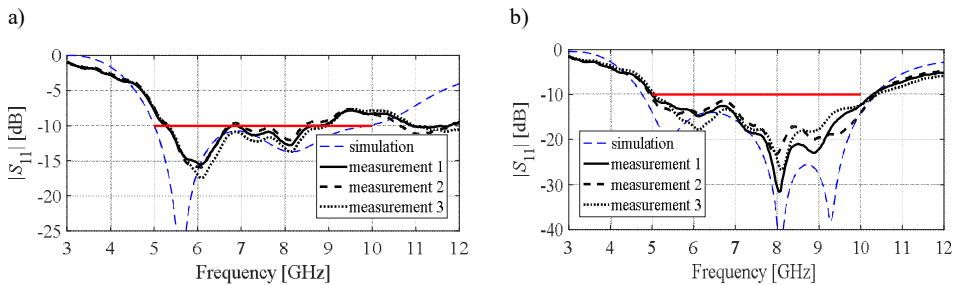 a)
b)
0
-5
-10
-15
-20
-25
|S11| [dB]
3 4 5 6 7 8 9 10 11 12
Frequency [GHz]
simulation
measurement 1
measurement 2
measurement 3
0
-10
-20
-30
-40
|S11| [dB]
3 4 5 6 7 8 9 10 11 12
Frequency [GHz]
simulation
measurement 1
measurement 2
measurement 3